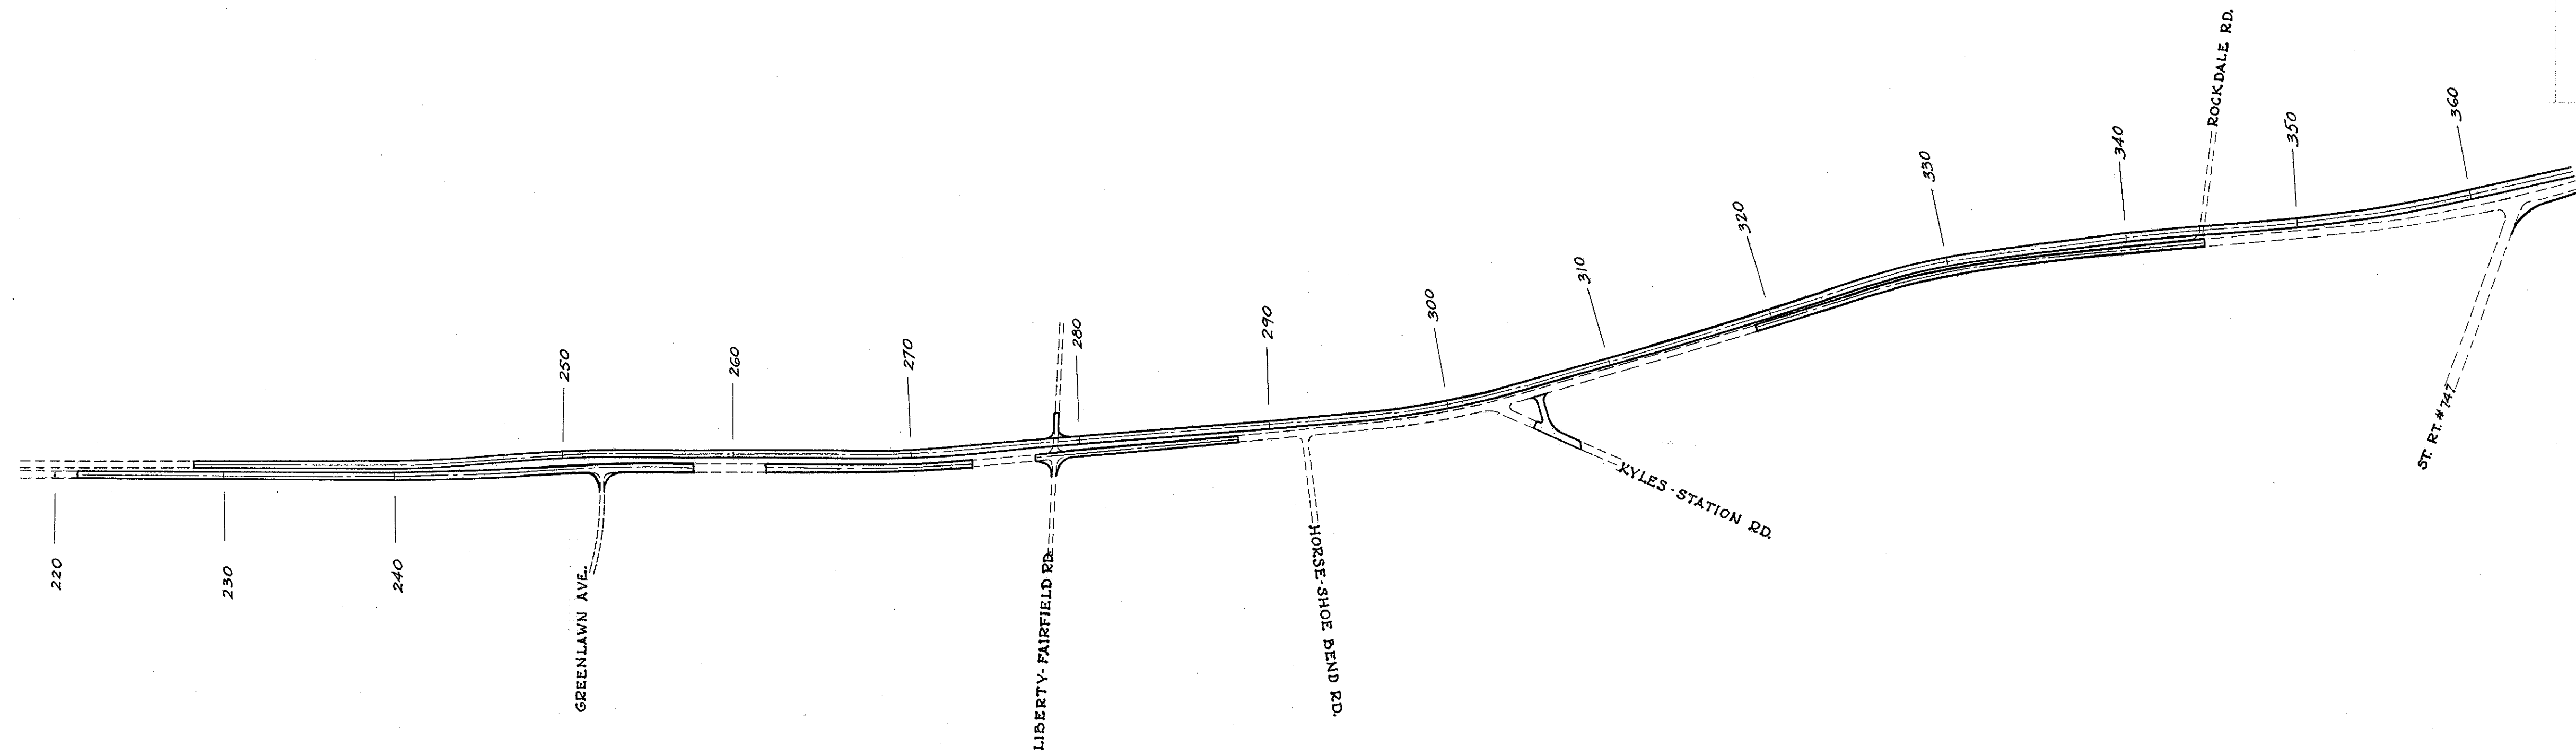 220
230
240
250
GREENLAWN AVE.
260
270
280
LIBERTY-FAIRFIELD RD.
290
HORSE-SHOE BEND RD.
300
310
KYLES-STATION RD.
320
330
340
ROCKDALE RD.
350
360
ST. RT. #747